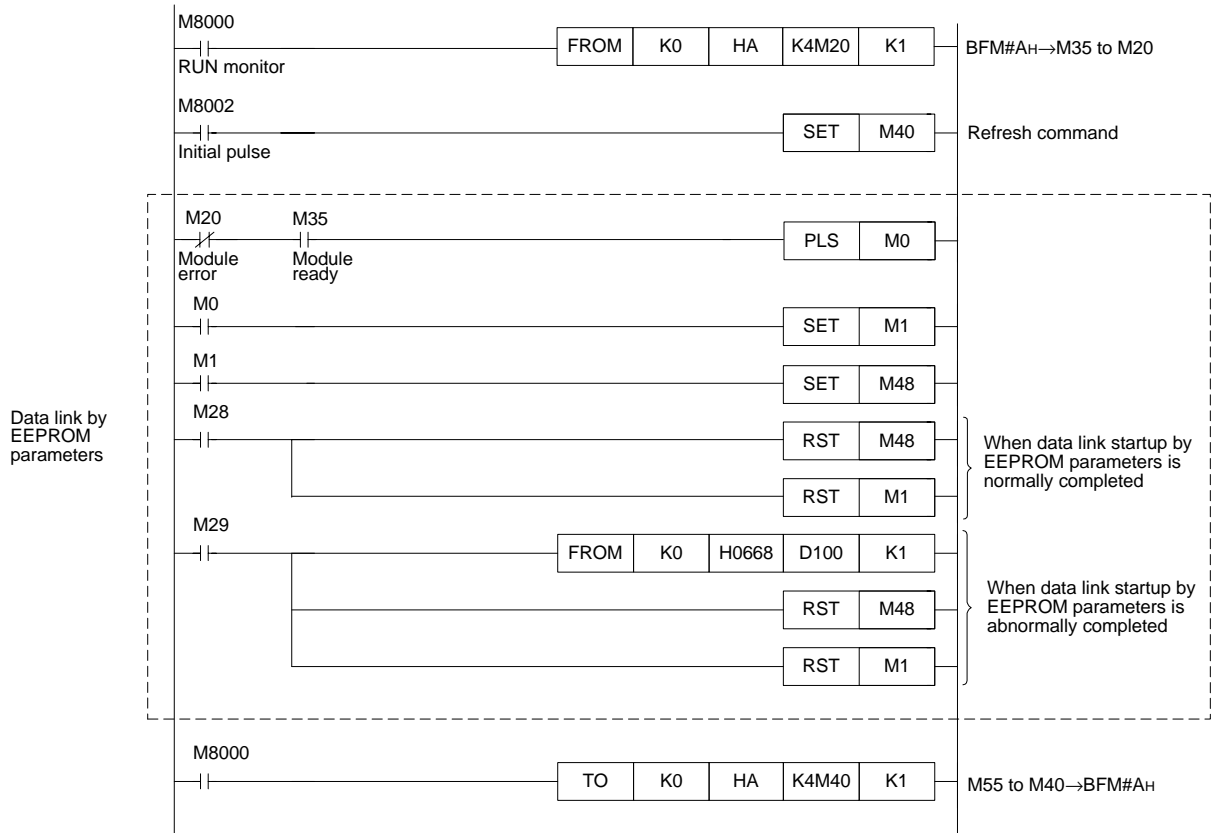 M8000
FROM K0 HA K4M20 K1
BFM#AH→M35 to M20
RUN monitor
M8002
SET M40
Refresh command
Initial pulse
M20 M35
PLS M0
Module error
Module ready
M0
SET M1
M1
SET M48
Data link by
EEPROM
parameters
M28
RST M48
RST M1
When data link startup by
EEPROM parameters is
normally completed
M29
FROM K0 H0668 D100 K1
RST M48
RST M1
When data link startup by
EEPROM parameters is
abnormally completed
M8000
TO K0 HA K4M40 K1
M55 to M40→BFM#AH